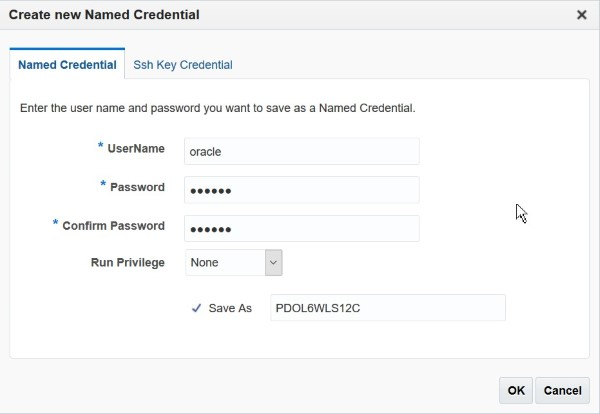 Create new Named Credential
Named Credential Ssh Key Credential
Enter the user name and password you want to save as a Named Credential.
* UserName oracle
* Password ••••••
* Confirm Password ••••••
Run Privilege None
Save As PDOL6WLS12C
OK Cancel